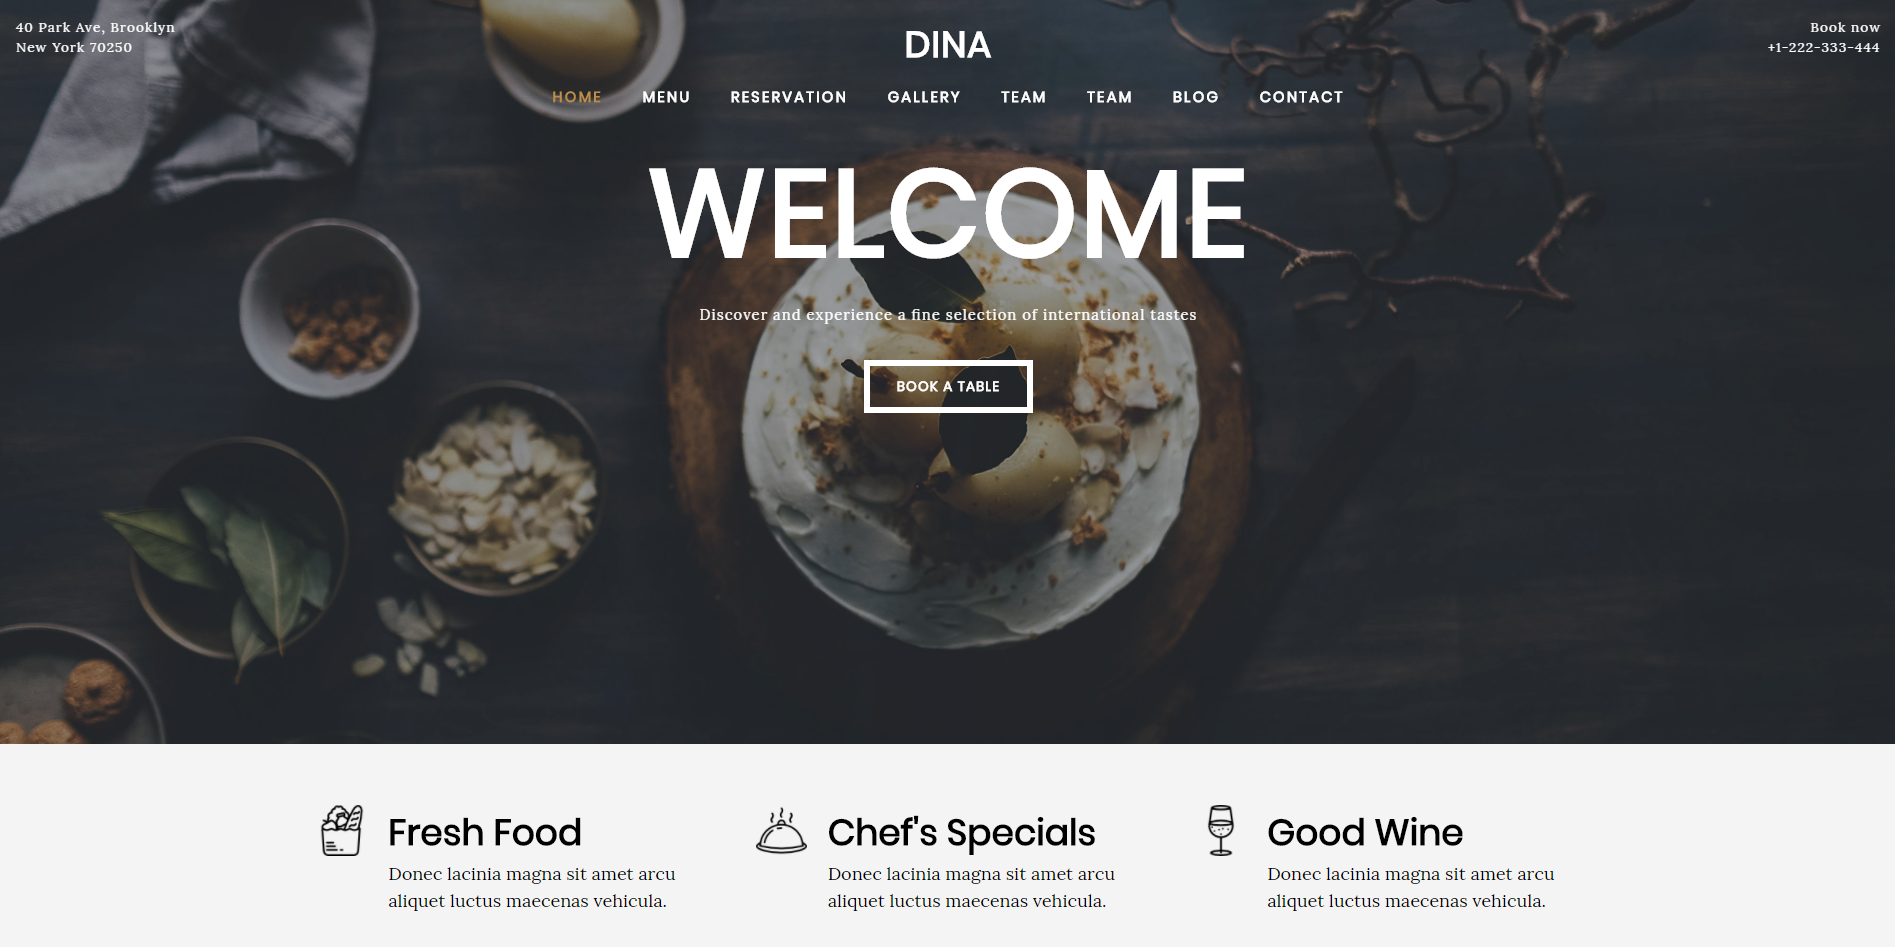 40 Park Ave, Brooklyn
New York 70250
DINA
Book now
+1-222-333-444
HOME MENU RESERVATION GALLERY TEAM TEAM BLOG CONTACT
WELCOME
Discover and experience a fine selection of international tastes
BOOK A TABLE
Fresh Food
Donec lacinia magna sit amet arcu
aliquet luctus maecenas vehicula.
Chef's Specials
Donec lacinia magna sit amet arcu
aliquet luctus maecenas vehicula.
Good Wine
Donec lacinia magna sit amet arcu
aliquet luctus maecenas vehicula.